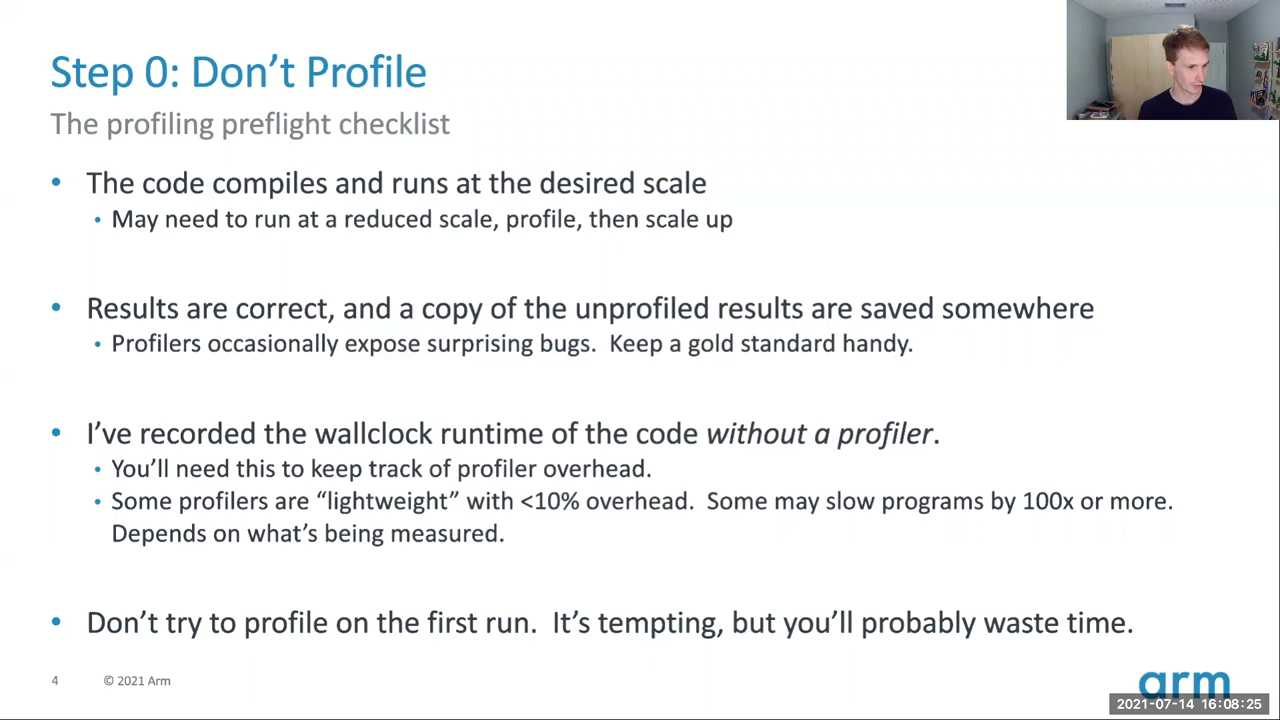 Step 0: Don’t Profile
The profiling preflight checklist
• The code compiles and runs at the desired scale
• May need to run at a reduced scale, profile, then scale up
• Results are correct, and a copy of the unprofiled results are saved somewhere
• Profilers occasionally expose surprising bugs.  Keep a gold standard handy.
• I’ve recorded the wallclock runtime of the code without a profiler.
• You’ll need this to keep track of profiler overhead.
• Some profilers are “lightweight” with <10% overhead.  Some may slow programs by 100x or more.
Depends on what’s being measured.
• Don’t try to profile on the first run.  It’s tempting, but you’ll probably waste time.
4 © 2021 Arm
arm
2021-07-14 16:08:25